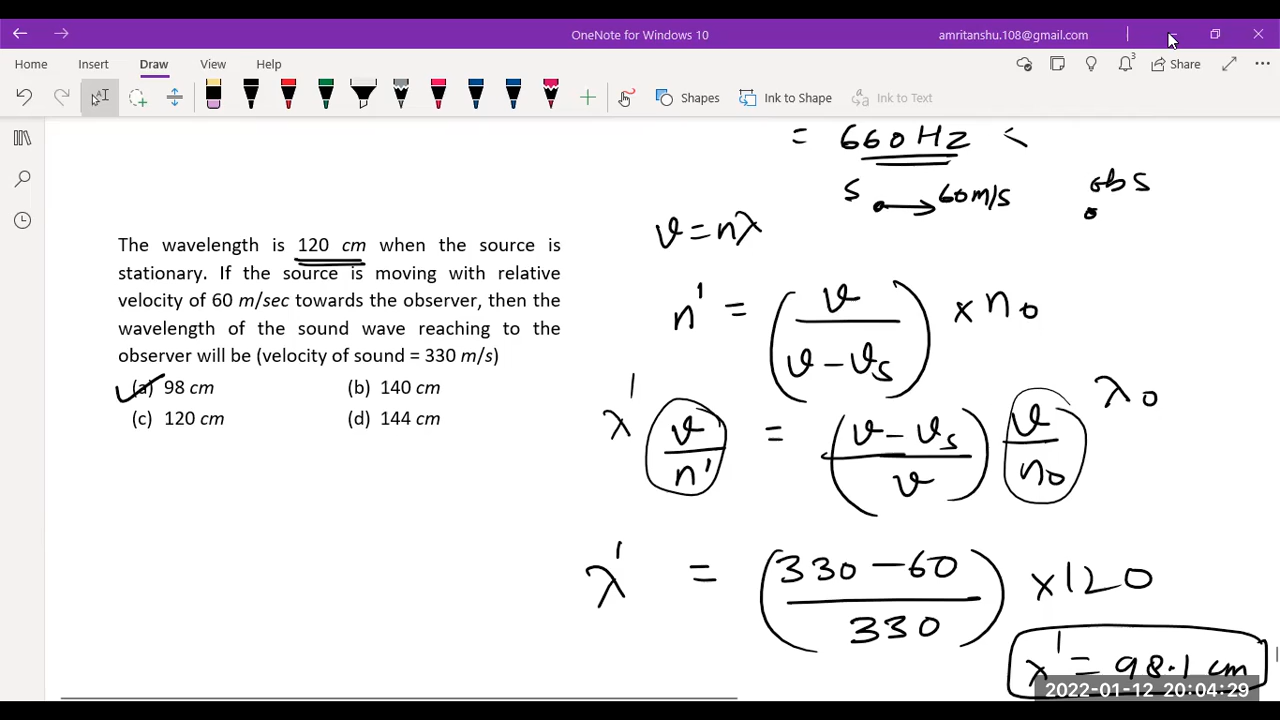 OneNote for Windows 10
amritanshu.108@gmail.com
Home Insert Draw View Help
3
Share
Shapes
Ink to Shape
Ink to Text
= 660Hz <
S 60m/s obs
v = nλ
The wavelength is 120 cm when the source is
stationary. If the source is moving with relative
velocity of 60 m/sec towards the observer, then the
wavelength of the sound wave reaching to the
observer will be (velocity of sound = 330 m/s)
(a) 98 cm (b) 140 cm
(c) 120 cm (d) 144 cm
n' = (v / v - vs) × n0
λ' v/n' = (v - vs / v) v/n0 λ0
λ' = (330 - 60 / 330) × 120
λ' = 98.1 cm
2022-01-12 20:04:29